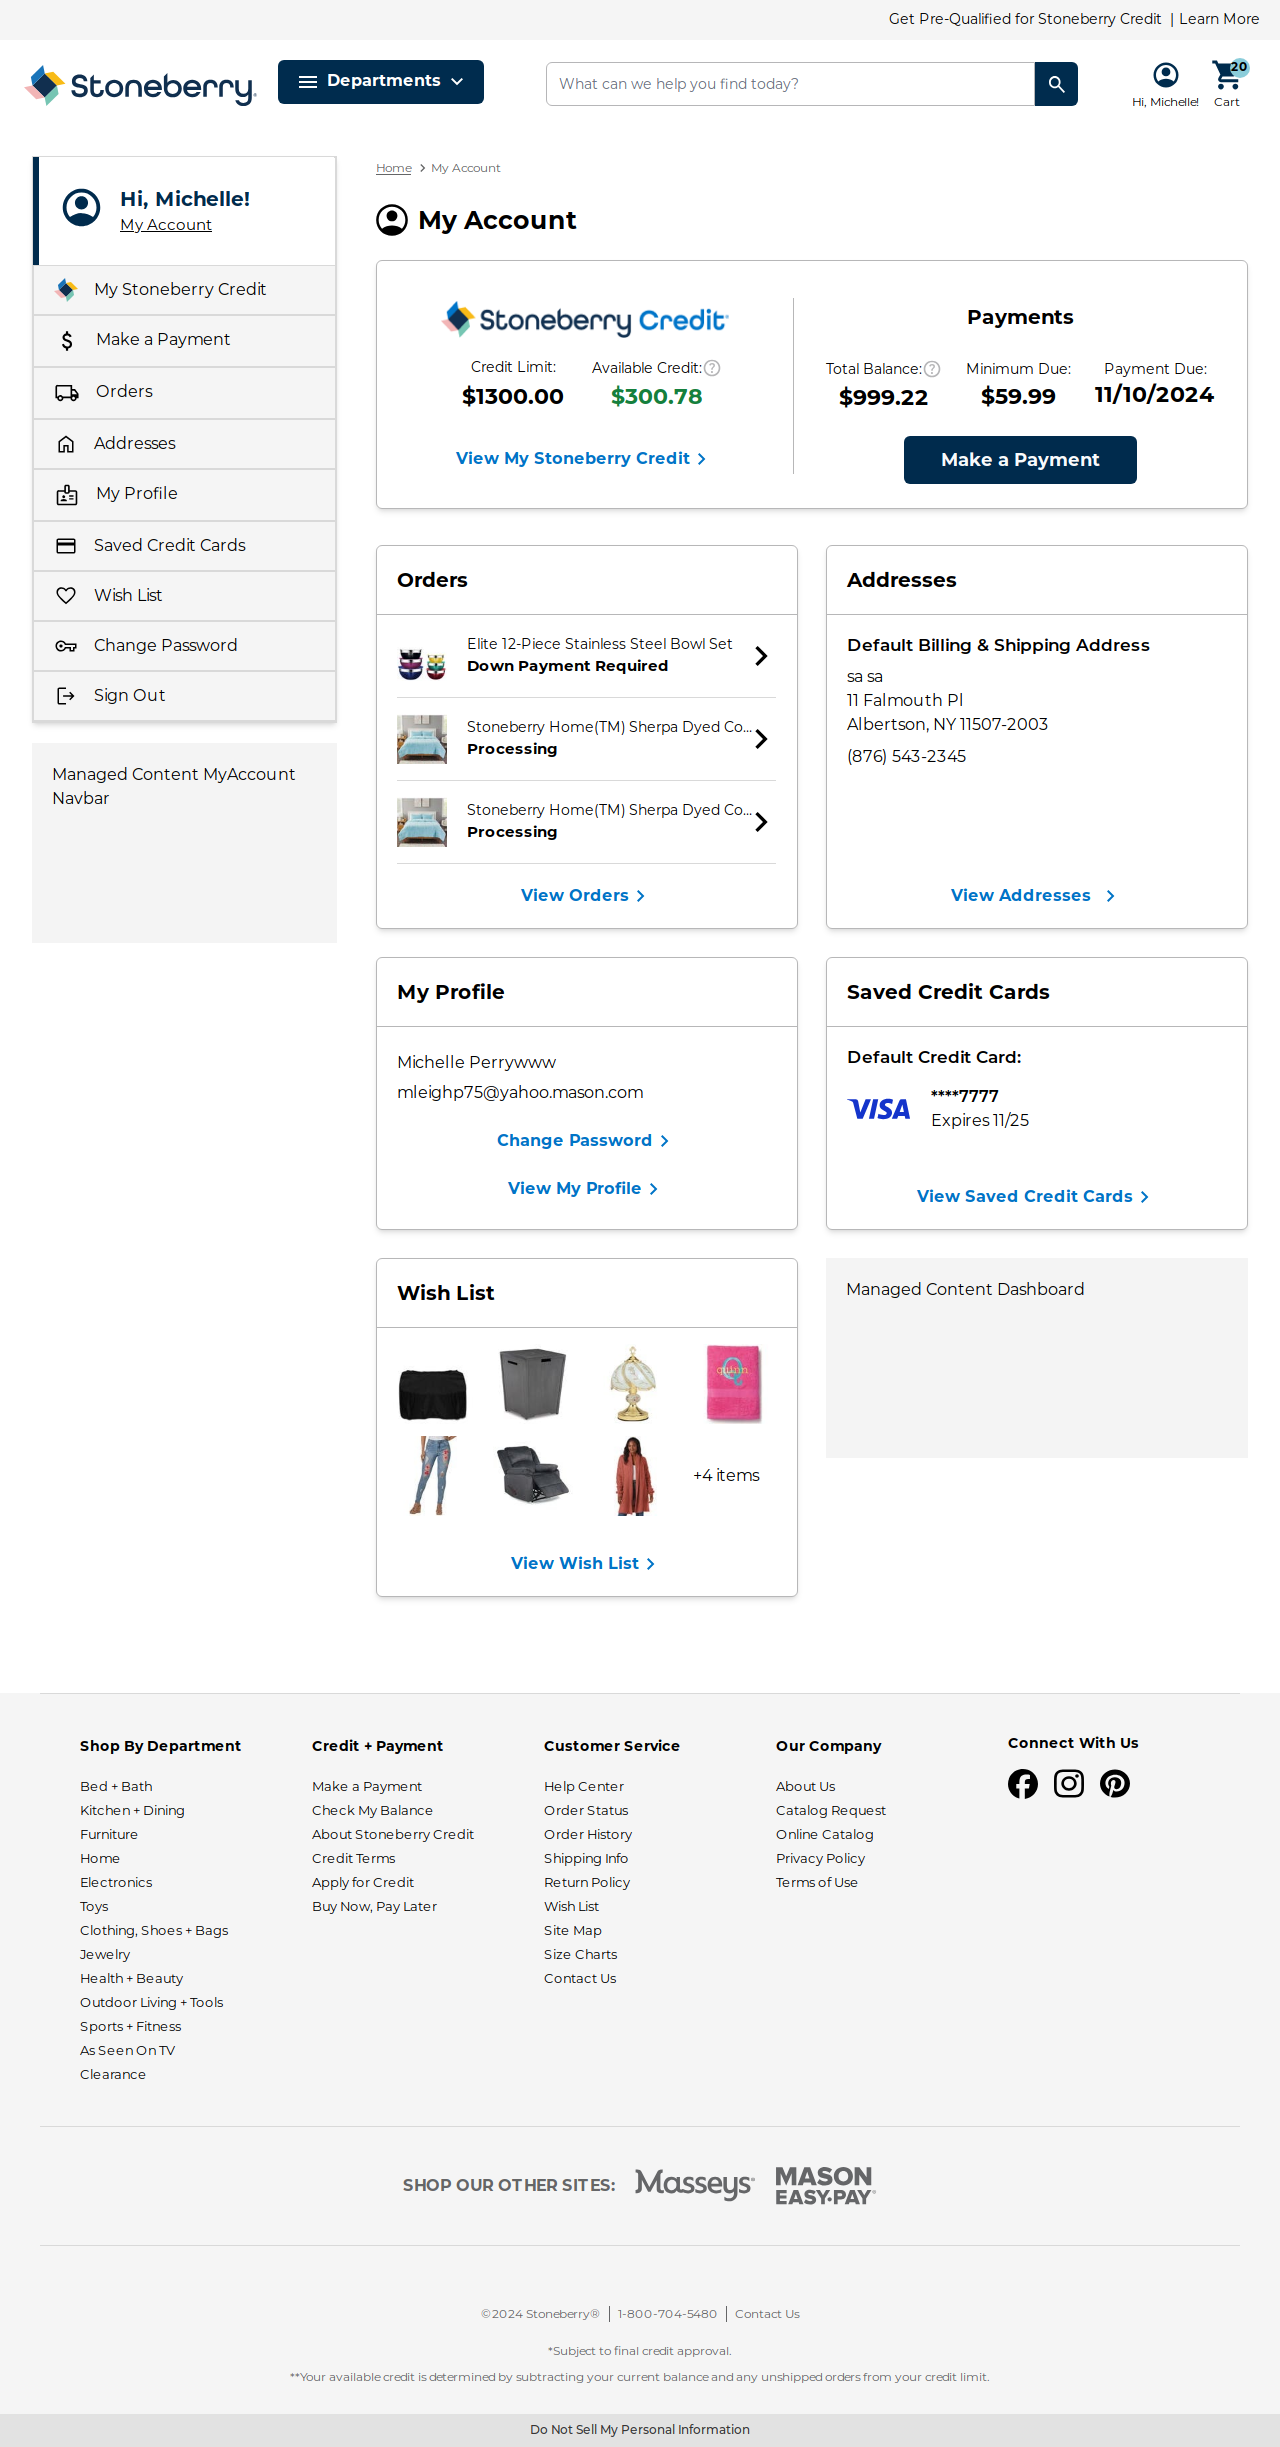 Get Pre-Qualified for Stoneberry Credit | Learn More
Stoneberry.
Departments
What can we help you find today?
Hi, Michelle!
20
Cart
Hi, Michelle!
My Account
My Stoneberry Credit
Make a Payment
Orders
Addresses
My Profile
Saved Credit Cards
Wish List
Change Password
Sign Out
Managed Content MyAccount
Navbar
Home > My Account
My Account
Stoneberry Credit
Credit Limit:
$1300.00
Available Credit:
$300.78
View My Stoneberry Credit
Payments
Total Balance:
$999.22
Minimum Due:
$59.99
Payment Due:
11/10/2024
Make a Payment
Orders
Elite 12-Piece Stainless Steel Bowl Set
Down Payment Required
Stoneberry Home(TM) Sherpa Dyed Co...
Processing
Stoneberry Home(TM) Sherpa Dyed Co...
Processing
View Orders
Addresses
Default Billing & Shipping Address
sa sa
11 Falmouth Pl
Albertson, NY 11507-2003
(876) 543-2345
View Addresses
My Profile
Michelle Perrywww
mleighp75@yahoo.mason.com
Change Password
View My Profile
Saved Credit Cards
Default Credit Card:
VISA
****7777
Expires 11/25
View Saved Credit Cards
Wish List
Q
quinn
+4 items
View Wish List
Managed Content Dashboard
Shop By Department
Bed + Bath
Kitchen + Dining
Furniture
Home
Electronics
Toys
Clothing, Shoes + Bags
Jewelry
Health + Beauty
Outdoor Living + Tools
Sports + Fitness
As Seen On TV
Clearance
Credit + Payment
Make a Payment
Check My Balance
About Stoneberry Credit
Credit Terms
Apply for Credit
Buy Now, Pay Later
Customer Service
Help Center
Order Status
Order History
Shipping Info
Return Policy
Wish List
Site Map
Size Charts
Contact Us
Our Company
About Us
Catalog Request
Online Catalog
Privacy Policy
Terms of Use
Connect With Us
SHOP OUR OTHER SITES:
Masseys®
MASON
EASY•PAY®
©2024 Stoneberry® | 1-800-704-5480 | Contact Us
*Subject to final credit approval.
**Your available credit is determined by subtracting your current balance and any unshipped orders from your credit limit.
Do Not Sell My Personal Information